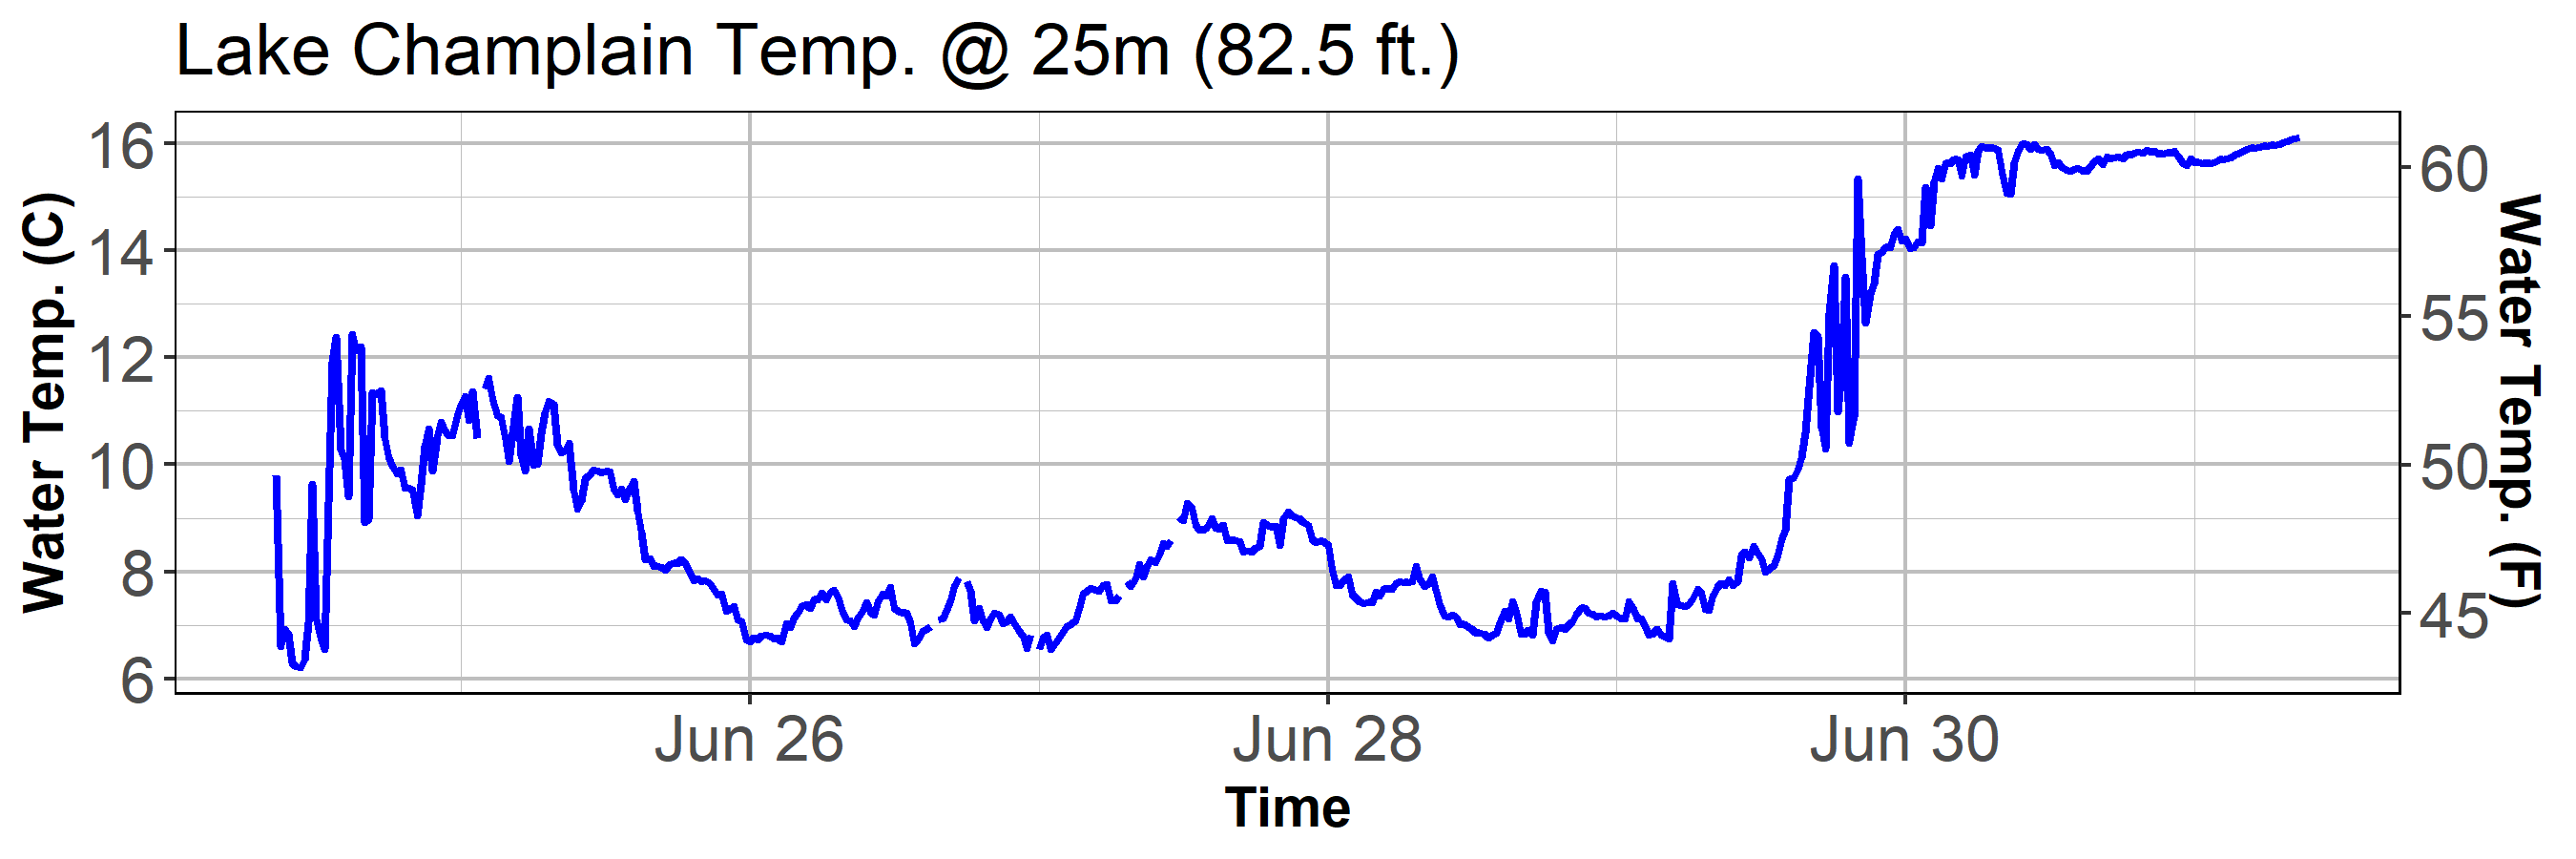 Lake Champlain Temp. @ 25m (82.5 ft.)
Water Temp. (C)
16
14
12
10
8
6
60
55
50
45
Water Temp. (F)
Jun 26
Jun 28
Jun 30
Time